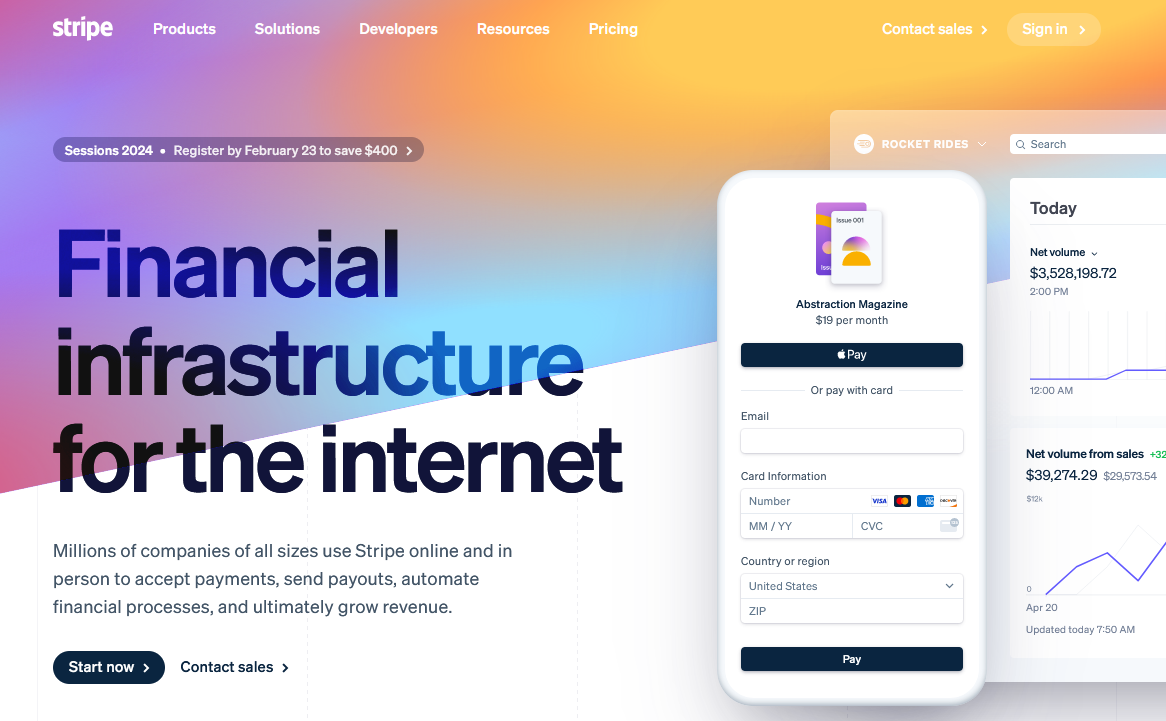 stripe
Products
Solutions
Developers
Resources
Pricing
Contact sales
Sign in
Sessions 2024 • Register by February 23 to save $400
Financial
infrastructure
for the internet
Millions of companies of all sizes use Stripe online and in
person to accept payments, send payouts, automate
financial processes, and ultimately grow revenue.
Start now
Contact sales
Issue 001
Abstraction Magazine
$19 per month
Pay
Or pay with card
Email
Card Information
Number
VISA
MM / YY
CVC
Country or region
United States
ZIP
Pay
ROCKET RIDES
Search
Today
Net volume
$3,528,198.72
2:00 PM
12:00 AM
Net volume from sales
$39,274.29 $29,573.54
$12k
0
Apr 20
Updated today 7:50 AM